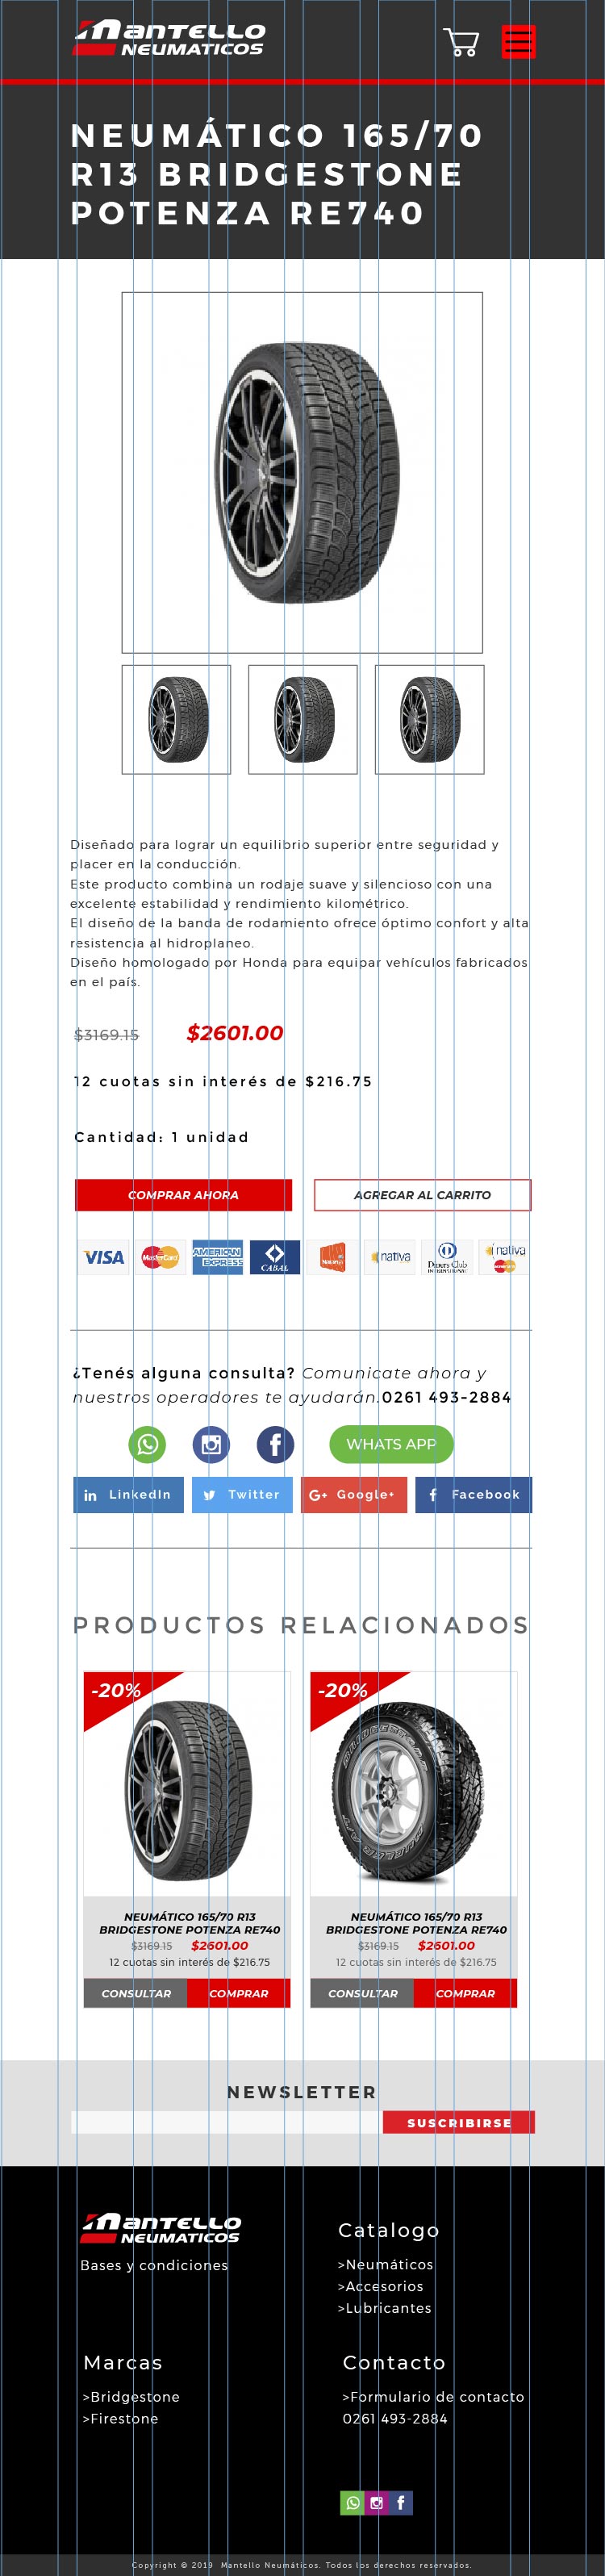 MANTELLO
NEUMATICOS
NEUMÁTICO 165/70
R13 BRIDGESTONE
POTENZA RE740
Diseñado para lograr un equilibrio superior entre seguridad y
placer en la conducción.
Este producto combina un rodaje suave y silencioso con una
excelente estabilidad y rendimiento kilométrico.
El diseño de la banda de rodamiento ofrece óptimo confort y alta
resistencia al hidroplaneo.
Diseño homologado por Honda para equipar vehículos fabricados
en el país.
$3169.15 $2601.00
12 cuotas sin interés de $216.75
Cantidad: 1 unidad
COMPRAR AHORA AGREGAR AL CARRITO
VISA MasterCard AMERICAN EXPRESS CABAL Naranja nativa Diners Club INTERNATIONAL nativa
¿Tenés alguna consulta? Comunicate ahora y
nuestros operadores te ayudarán.0261 493-2884
WHATS APP
in LinkedIn Twitter G+ Google+ f Facebook
PRODUCTOS RELACIONADOS
-20% -20%
NEUMÁTICO 165/70 R13
BRIDGESTONE POTENZA RE740
$3169.15 $2601.00
12 cuotas sin interés de $216.75
CONSULTAR COMPRAR
NEUMÁTICO 165/70 R13
BRIDGESTONE POTENZA RE740
$3169.15 $2601.00
12 cuotas sin interés de $216.75
CONSULTAR COMPRAR
NEWSLETTER
SUSCRIBIRSE
MANTELLO
NEUMATICOS
Bases y condiciones
Catalogo
>Neumáticos
>Accesorios
>Lubricantes
Marcas
>Bridgestone
>Firestone
Contacto
>Formulario de contacto
0261 493-2884
Copyright © 2019 Mantello Neumáticos. Todos los derechos reservados.